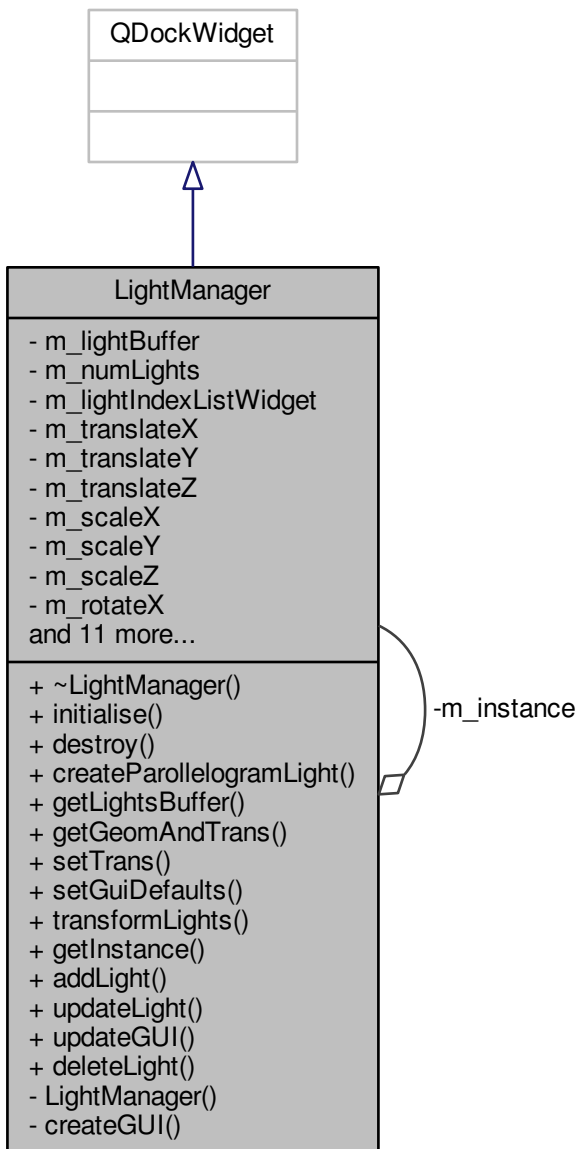 QDockWidget
LightManager
- m_lightBuffer
- m_numLights
- m_lightIndexListWidget
- m_translateX
- m_translateY
- m_translateZ
- m_scaleX
- m_scaleY
- m_scaleZ
- m_rotateX
and 11 more...
+ ~LightManager()
+ initialise()
+ destroy()
+ createParollelogramLight()
+ getLightsBuffer()
+ getGeomAndTrans()
+ setTrans()
+ setGuiDefaults()
+ transformLights()
+ getInstance()
+ addLight()
+ updateLight()
+ updateGUI()
+ deleteLight()
- LightManager()
- createGUI()
-m_instance